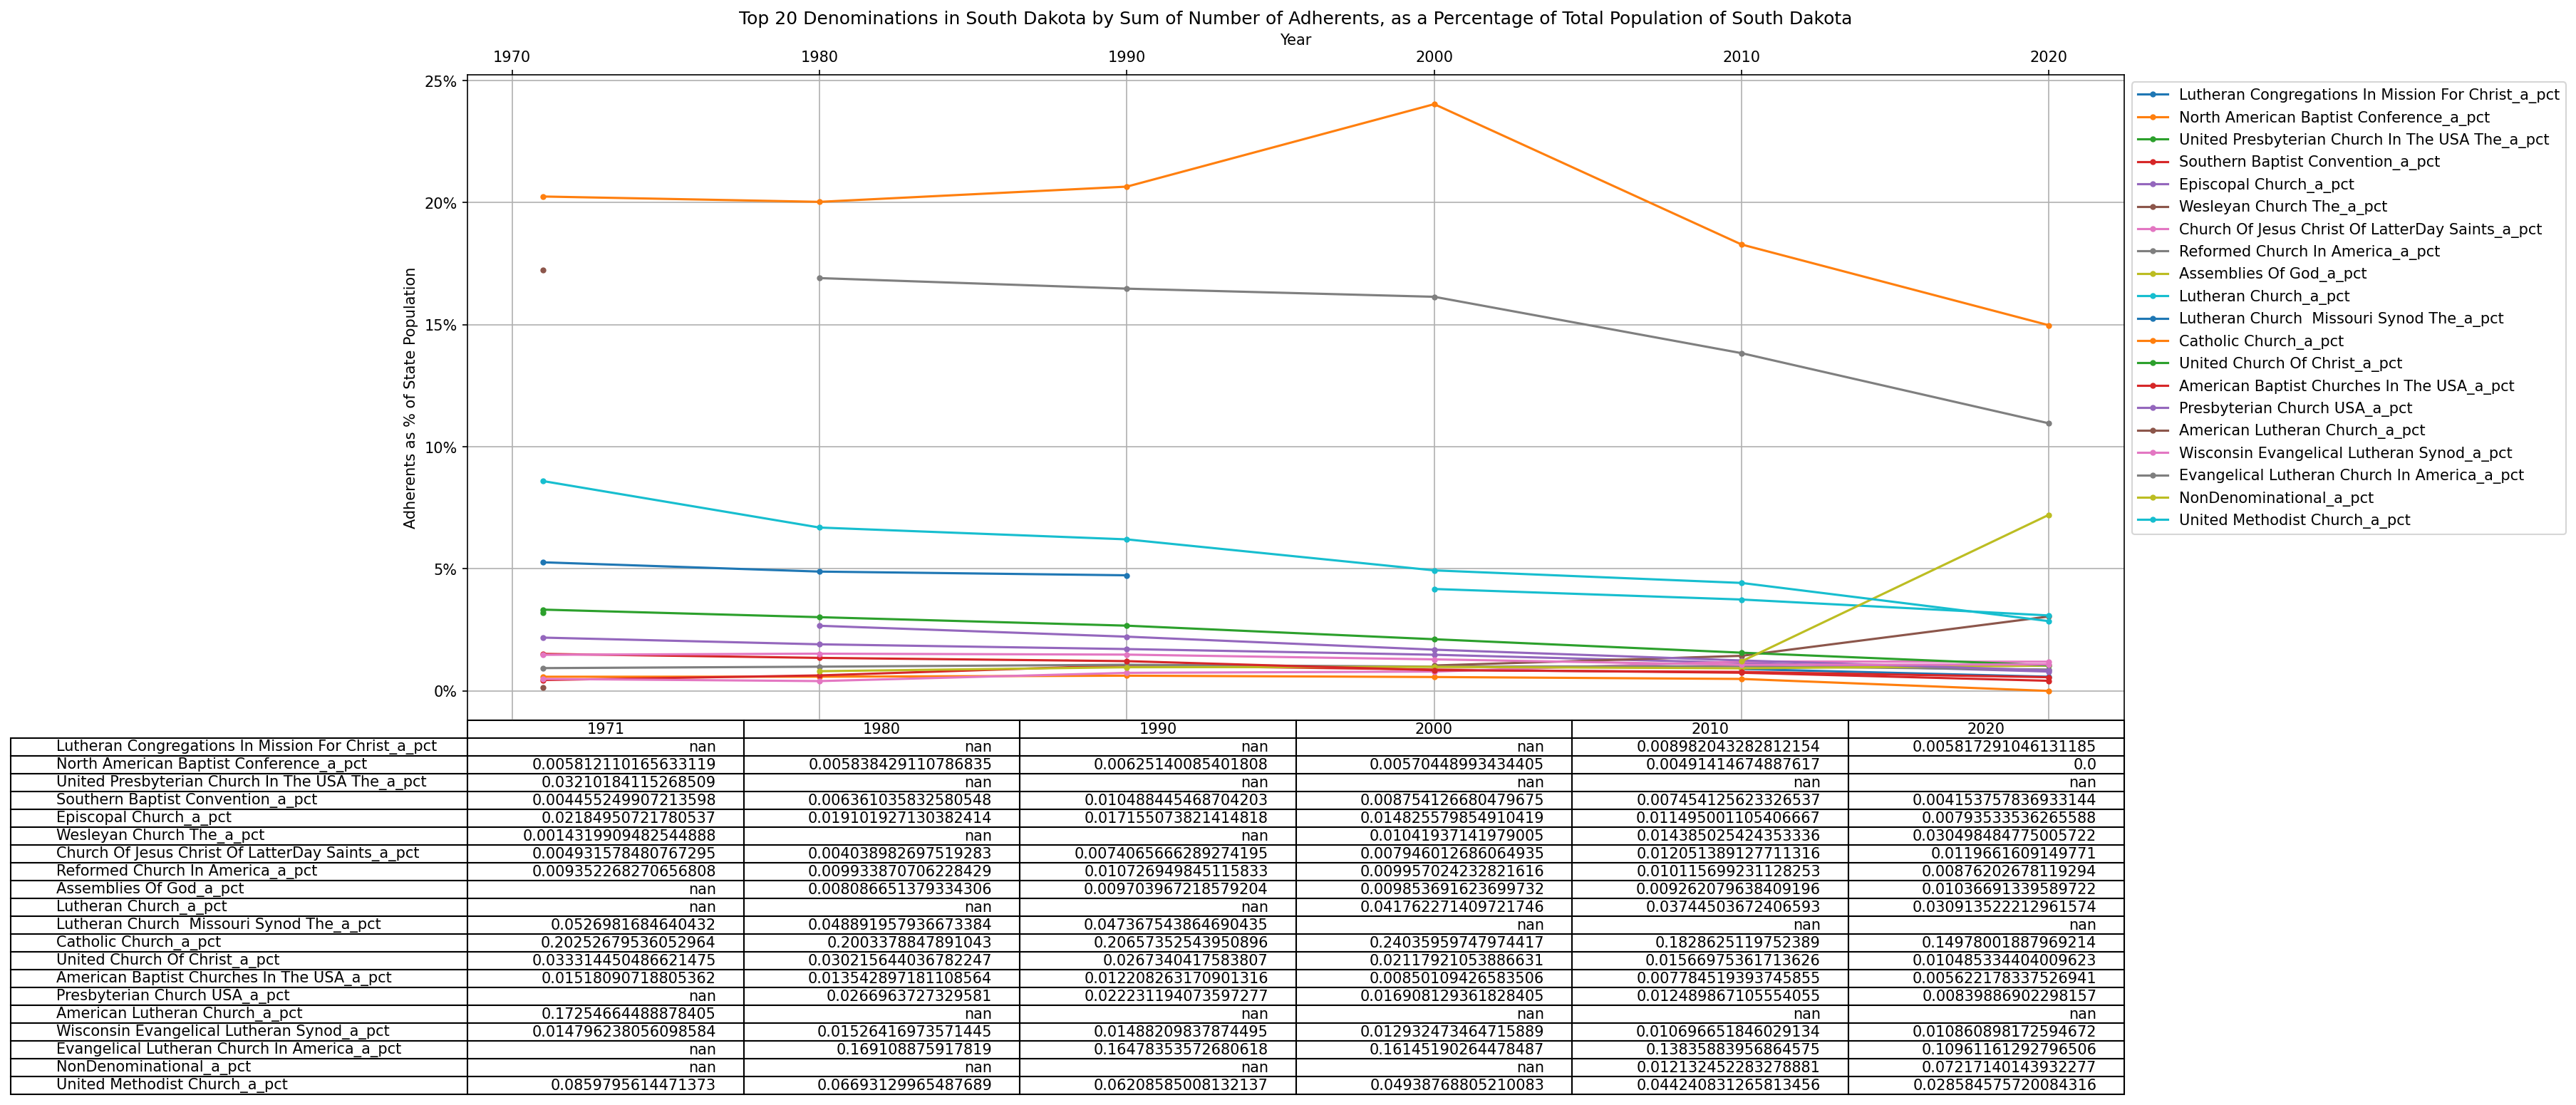 Top 20 Denominations in South Dakota by Sum of Number of Adherents, as a Percentage of Total Population of South Dakota
Year
1970 1980 1990 2000 2010 2020
25%
20%
15%
10%
5%
0%
Adherents as % of State Population
Lutheran Congregations In Mission For Christ_a_pct
North American Baptist Conference_a_pct
United Presbyterian Church In The USA The_a_pct
Southern Baptist Convention_a_pct
Episcopal Church_a_pct
Wesleyan Church The_a_pct
Church Of Jesus Christ Of LatterDay Saints_a_pct
Reformed Church In America_a_pct
Assemblies Of God_a_pct
Lutheran Church_a_pct
Lutheran Church  Missouri Synod The_a_pct
Catholic Church_a_pct
United Church Of Christ_a_pct
American Baptist Churches In The USA_a_pct
Presbyterian Church USA_a_pct
American Lutheran Church_a_pct
Wisconsin Evangelical Lutheran Synod_a_pct
Evangelical Lutheran Church In America_a_pct
NonDenominational_a_pct
United Methodist Church_a_pct
1971 1980 1990 2000 2010 2020
Lutheran Congregations In Mission For Christ_a_pct nan nan nan nan 0.008982043282812154 0.005817291046131185
North American Baptist Conference_a_pct 0.005812110165633119 0.005838429110786835 0.00625140085401808 0.00570448993434405 0.00491414674887617 0.0
United Presbyterian Church In The USA The_a_pct 0.03210184115268509 nan nan nan nan nan
Southern Baptist Convention_a_pct 0.004455249907213598 0.006361035832580548 0.010488445468704203 0.008754126680479675 0.007454125623326537 0.004153757836933144
Episcopal Church_a_pct 0.02184950721780537 0.019101927130382414 0.017155073821414818 0.014825579854910419 0.011495001105406667 0.00793533536265588
Wesleyan Church The_a_pct 0.0014319909482544888 nan nan 0.01041937141979005 0.014385025424353336 0.030498484775005722
Church Of Jesus Christ Of LatterDay Saints_a_pct 0.004931578480767295 0.004038982697519283 0.0074065666289274195 0.007946012686064935 0.012051389127711316 0.0119661609149771
Reformed Church In America_a_pct 0.009352268270656808 0.009933870706228429 0.010726949845115833 0.009957024232821616 0.010115699231128253 0.00876202678119294
Assemblies Of God_a_pct nan 0.008086651379334306 0.009703967218579204 0.009853691623699732 0.009262079638409196 0.01036691339589722
Lutheran Church_a_pct nan nan nan 0.041762271409721746 0.03744503672406593 0.030913522212961574
Lutheran Church  Missouri Synod The_a_pct 0.0526981684640432 0.048891957936673384 0.047367543864690435 nan nan nan
Catholic Church_a_pct 0.20252679536052964 0.2003378847891043 0.20657352543950896 0.24035959747974417 0.1828625119752389 0.14978001887969214
United Church Of Christ_a_pct 0.033314450486621475 0.030215644036782247 0.0267340417583807 0.02117921053886631 0.01566975361713626 0.010485334404009623
American Baptist Churches In The USA_a_pct 0.01518090718805362 0.013542897181108564 0.012208263170901316 0.00850109426583506 0.007784519393745855 0.005622178337526941
Presbyterian Church USA_a_pct nan 0.0266963727329581 0.022231194073597277 0.016908129361828405 0.012489867105554055 0.008398869​02298157
American Lutheran Church_a_pct 0.17254664488878405 nan nan nan nan nan
Wisconsin Evangelical Lutheran Synod_a_pct 0.014796238056098584 0.01526416973571445 0.01488209837874495 0.012932473464715889 0.010696651846029134 0.010860898172594672
Evangelical Lutheran Church In America_a_pct nan 0.169108875917819 0.16478353572680618 0.16145190264478487 0.13835883956864575 0.10961161292796506
NonDenominational_a_pct nan nan nan nan 0.012132452283278881 0.07217140143932277
United Methodist Church_a_pct 0.0859795614471373 0.06693129965487689 0.06208585008132137 0.04938768805210083 0.044240831265813456 0.028584575720084316